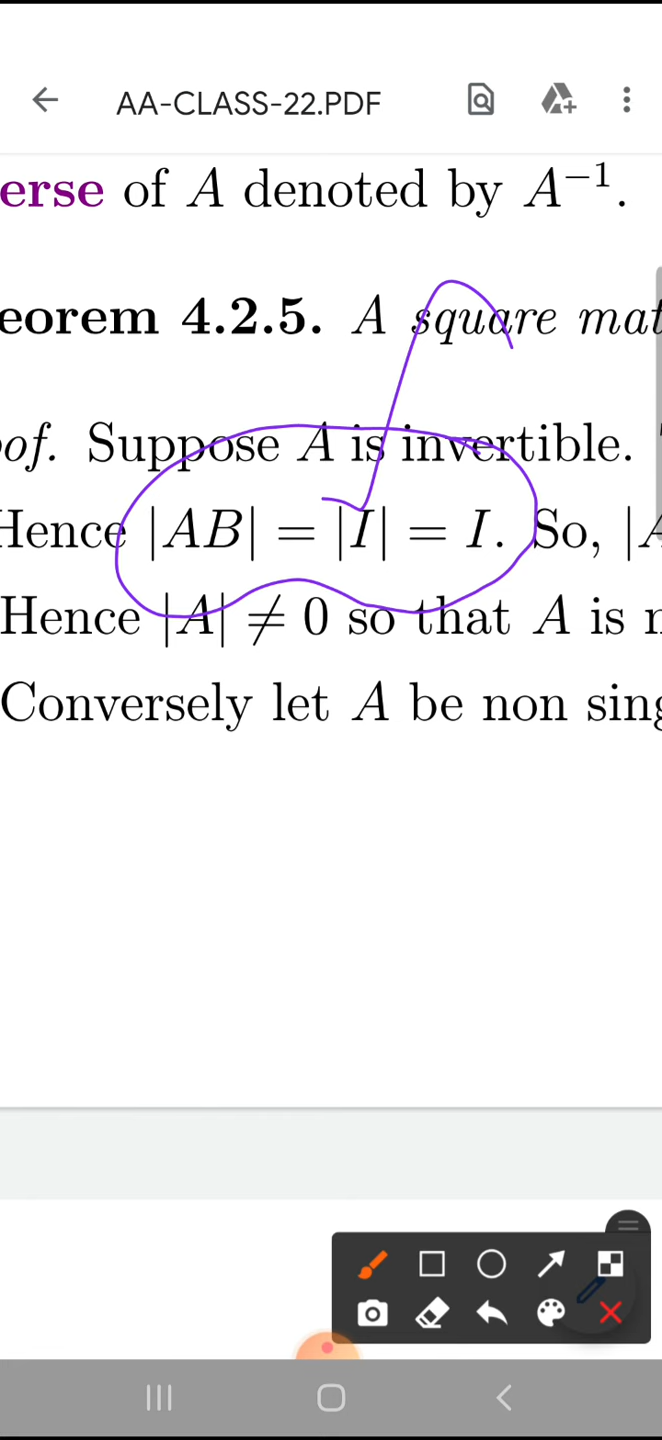 AA-CLASS-22.PDF
erse of A denoted by A⁻¹.
eorem 4.2.5. A square mat
of. Suppose A is invertible.
Hence |AB| = |I| = I. So, |A
Hence |A| ≠ 0 so that A is n
Conversely let A be non sing